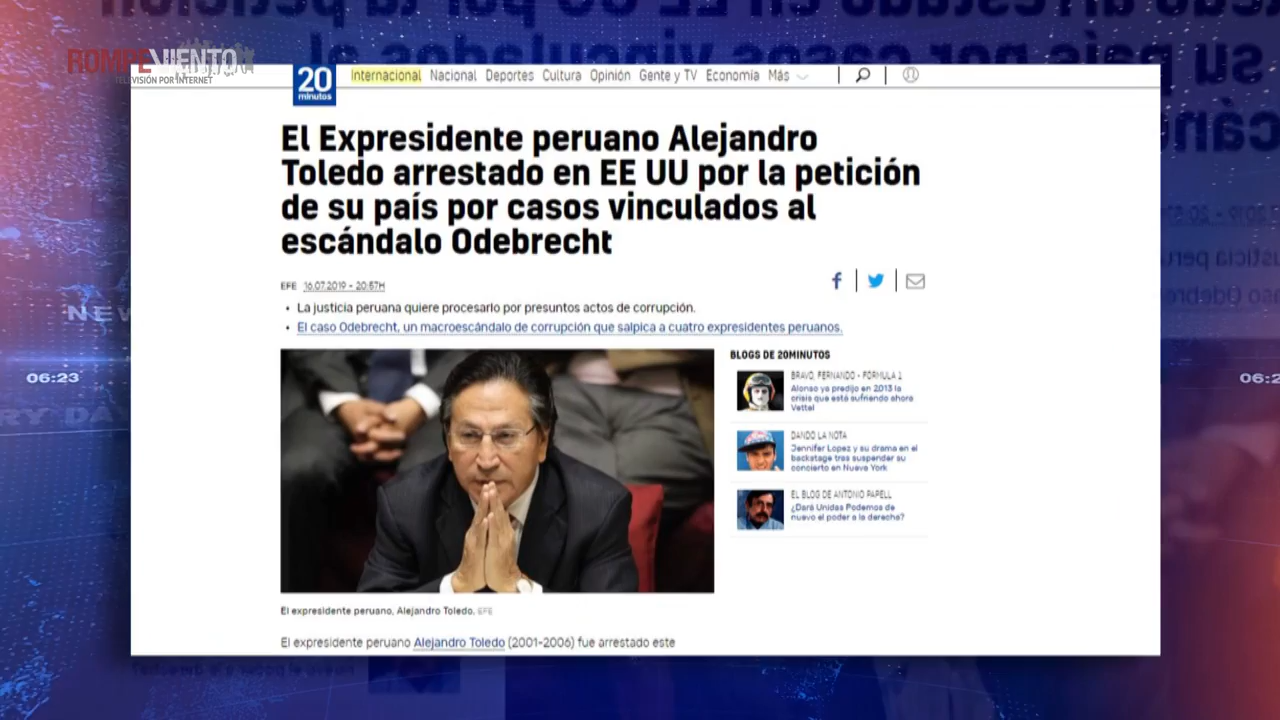 ROMPEVIENTO
TELEVISIÓN POR INTERNET
20
minutos
Internacional Nacional Deportes Cultura Opinión Gente y TV Economía Más
El Expresidente peruano Alejandro
Toledo arrestado en EE UU por la petición
de su país por casos vinculados al
escándalo Odebrecht
EFE 16.07.2019 - 20:57H
La justicia peruana quiere procesarlo por presuntos actos de corrupción.
El caso Odebrecht, un macroescándalo de corrupción que salpica a cuatro expresidentes peruanos.
BLOGS DE 20MINUTOS
BRAVO, FERNANDO - FÓRMULA 1
Alonso ya predijo en 2013 la
crisis que está sufriendo ahora
Vettel
DANDO LA NOTA
Jennifer Lopez y su drama en el
backstage tras suspender su
concierto en Nueva York
EL BLOG DE ANTONIO PAPELL
¿Dará Unidas Podemos de
nuevo el poder a la derecha?
El expresidente peruano, Alejandro Toledo. EFE
El expresidente peruano Alejandro Toledo (2001-2006) fue arrestado este
06:23